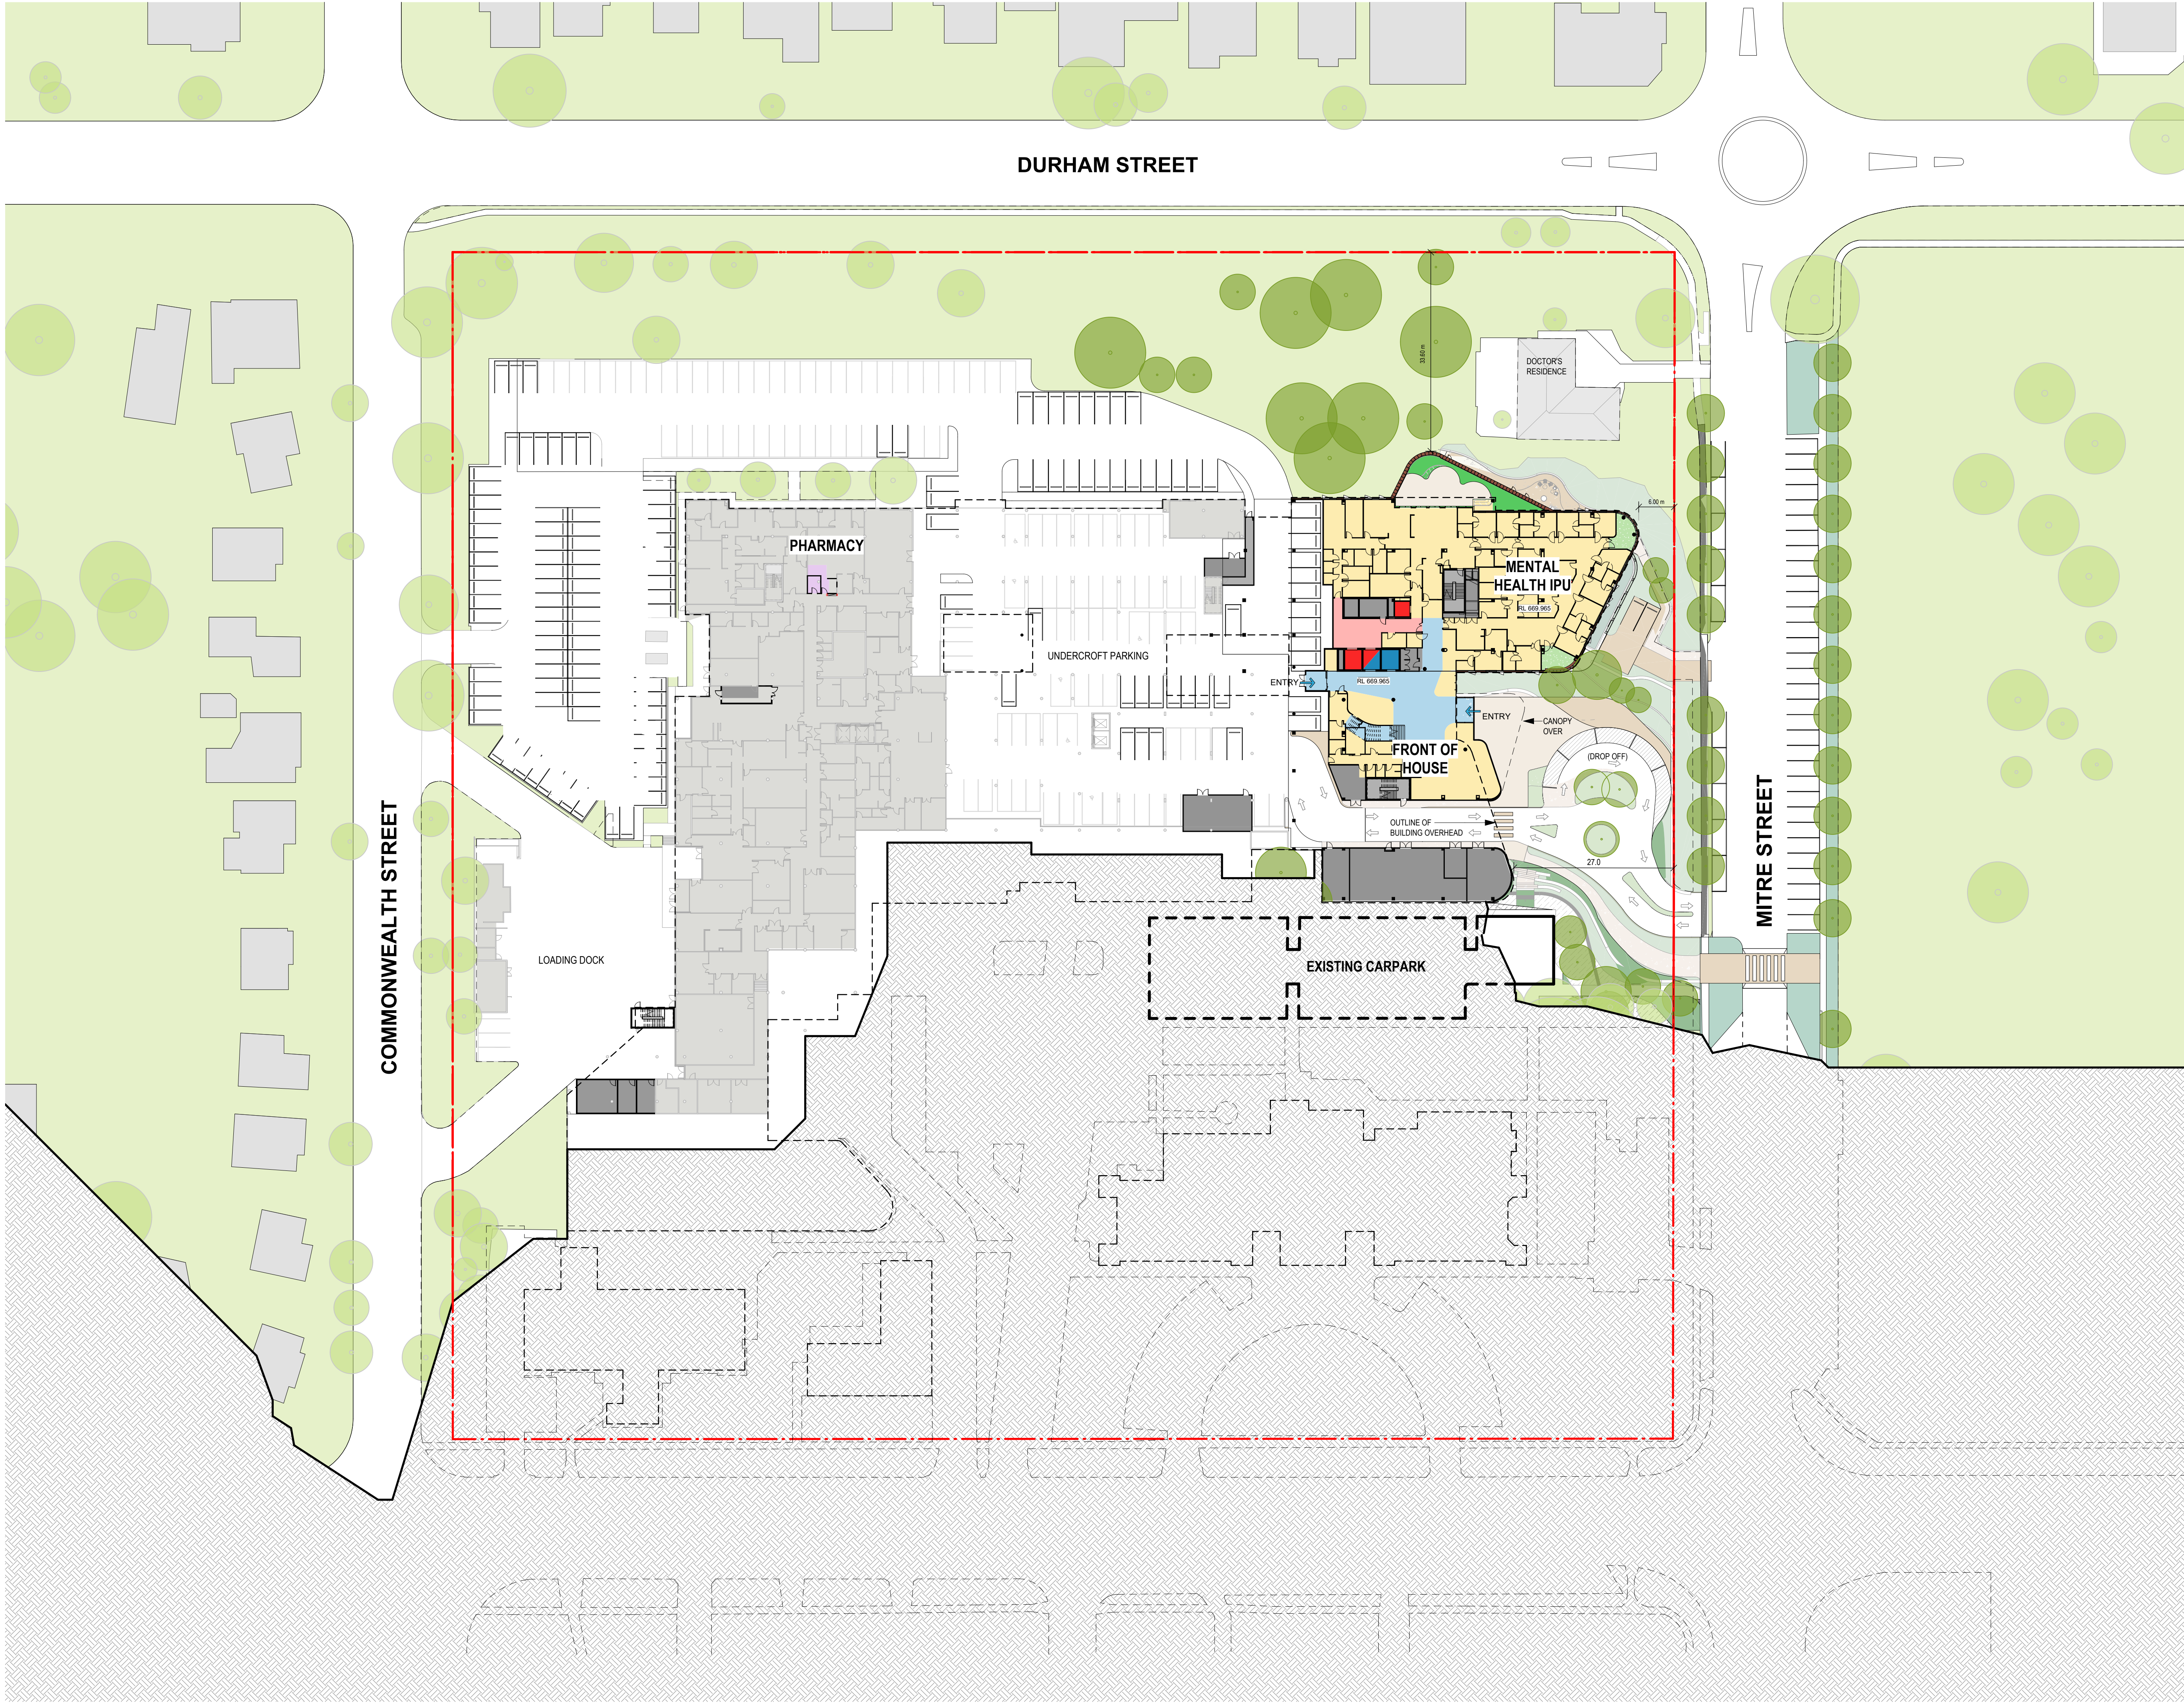 DURHAM STREET
33.60 m
DOCTOR'S
RESIDENCE
6.00 m
PHARMACY
MENTAL
HEALTH IPU
RL 669.965
UNDERCROFT PARKING
ENTRY
RL 669.965
ENTRY
CANOPY
OVER
FRONT OF
HOUSE
(DROP OFF)
OUTLINE OF
BUILDING OVERHEAD
27.0
COMMONWEALTH STREET
MITRE STREET
LOADING DOCK
EXISTING CARPARK